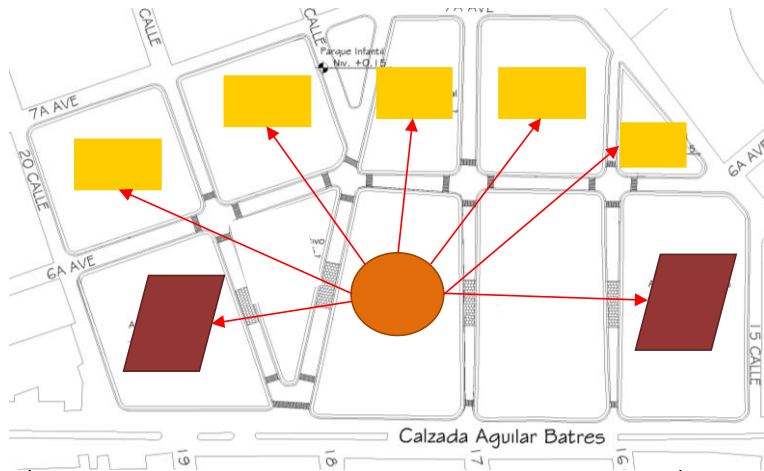 7A AVE
CALLE
CALLE
Parque Infantil
Niv. +0.15
7A AVE
20 CALLE
6A AVE
6A AVE
15 CALLE
Calzada Aguilar Batres
19
18
17
16